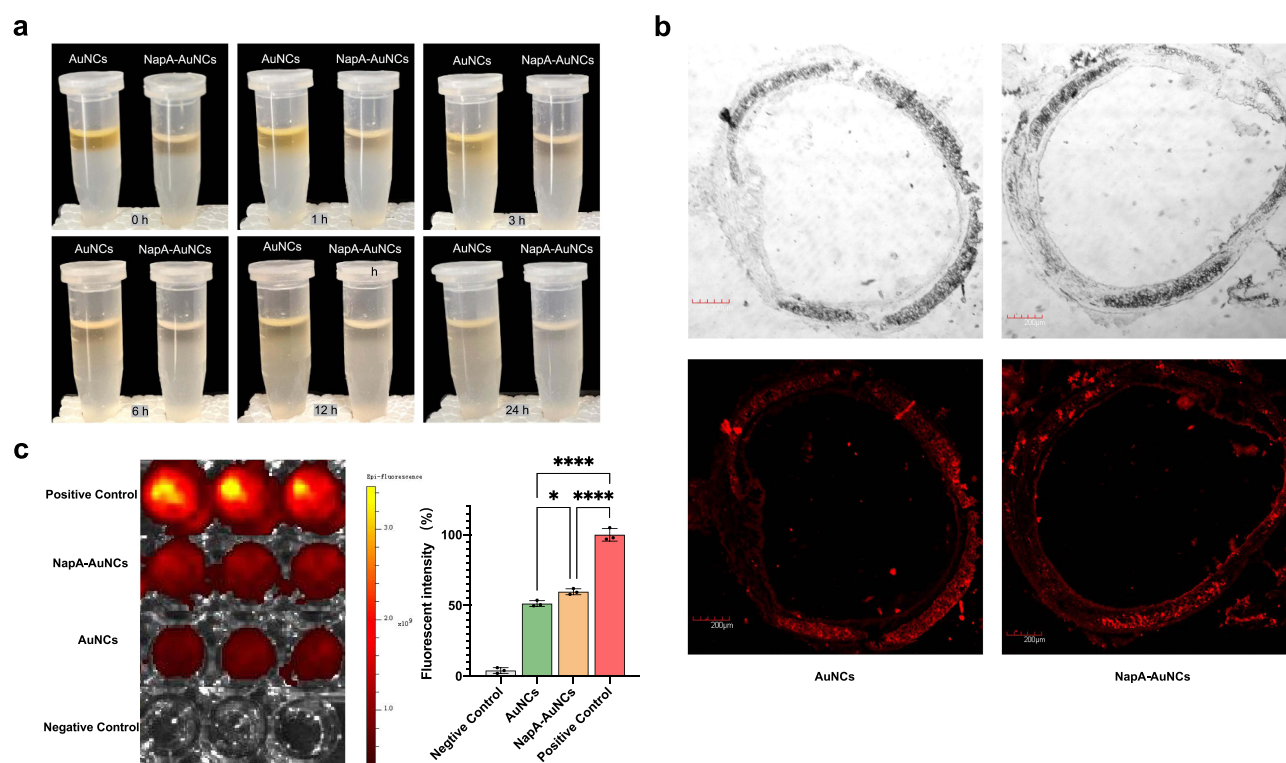 a
AuNCs NapA-AuNCs
0 h
AuNCs NapA-AuNCs
1 h
AuNCs NapA-AuNCs
3 h
AuNCs NapA-AuNCs
6 h
AuNCs NapA-AuNCs
h
12 h
AuNCs NapA-AuNCs
24 h
b
200μm
200μm
200μm
AuNCs
NapA-AuNCs
c
Positive Control
NapA-AuNCs
AuNCs
Negative Control
Epi-fluorescence
3.0
2.0
x10^9
1.0
Fluorescent intensity (%)
100
50
0
****
* ****
Negtive Control
AuNCs
NapA-AuNCs
Positive Control